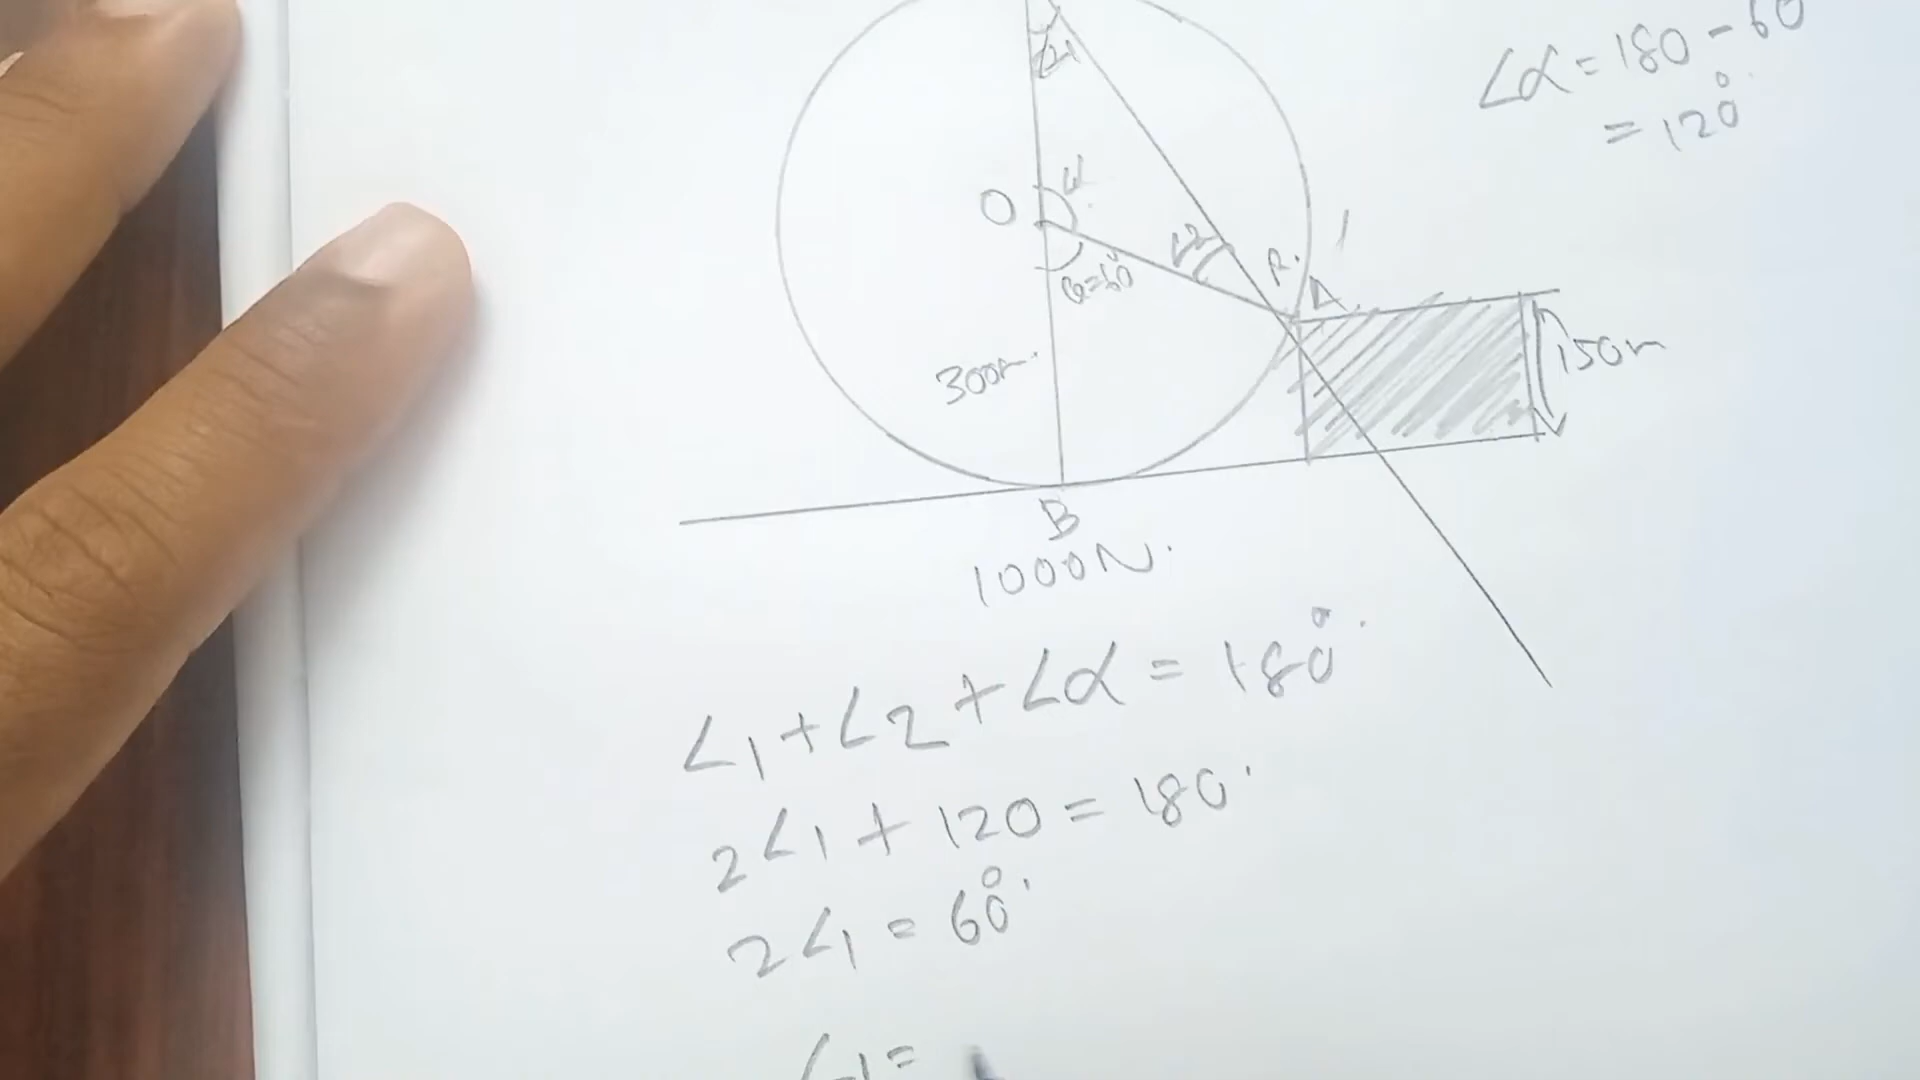 ∠α = 180 - 60
= 120°
∠1
α
O
∠2
R.
A
θ=60°
300m
150m
B
1000N.
∠1 + ∠2 + ∠α = 180°.
2∠1 + 120 = 180.
2∠1 = 60°.
∠1 =